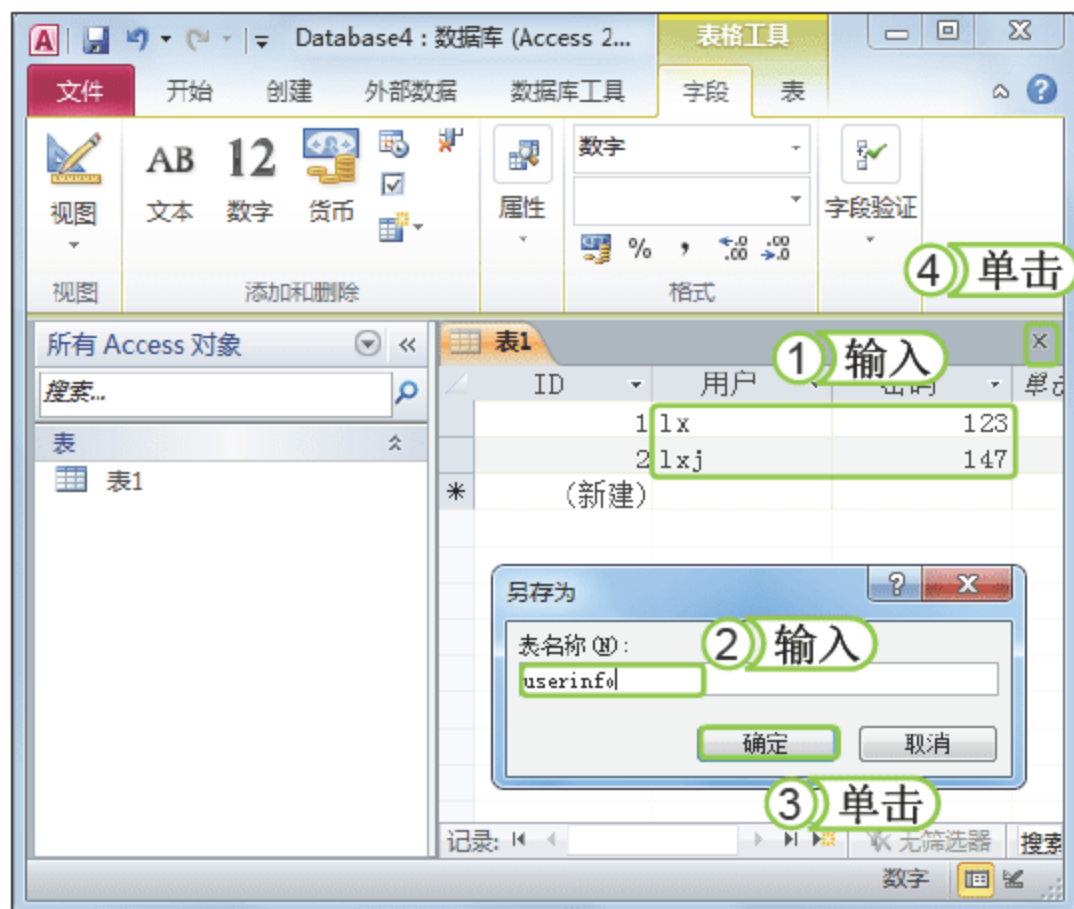 Database4 : 数据库 (Access 2...
表格工具
文件 开始 创建 外部数据 数据库工具 字段 表
视图
AB 文本
12 数字
货币
属性
数字
% , .0 .00 .00 .0
字段验证
视图 添加和删除 格式
④ 单击
所有 Access 对象 «
搜索...
表
表1
表1 ×
① 输入
ID 用户
1 lx 123
2 lxj 147
* (新建)
另存为
表名称(N):
② 输入
userinfo
确定 取消
③ 单击
记录: 无筛选器 搜索
数字